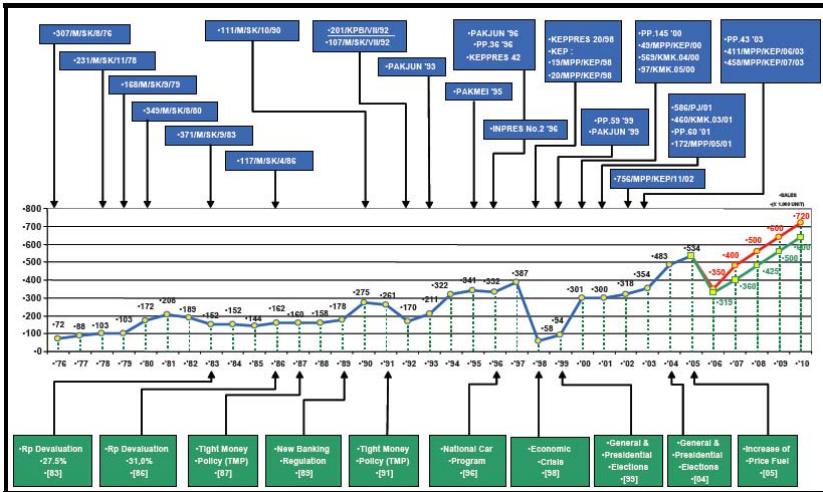 •307/M/SK/8/76
•231/M/SK/11/78
•168/M/SK/9/79
•349/M/SK/8/80
•371/M/SK/9/83
•117/M/SK/4/86
•111/M/SK/10/90
•201/KPB/VII/92
•107/M/SK/VII/92
•PAKJUN '93
•PAKMEI '95
•PAKJUN '96
•PP.36 '96
•KEPPRES 42
•INPRES No.2 '96
•KEPPRES 20/98
•KEP :
•19/MPP/KEP/98
•20/MPP/KEP/98
•PP.59 '99
•PAKJUN '99
•PP.145 '00
•49/MPP/KEP/00
•569/KMK.04/00
•97/KMK.05/00
•586/PJ/01
•460/KMK.03/01
•PP.60 '01
•172/MPP/05/01
•756/MPP/KEP/11/02
•PP.43 '03
•411/MPP/KEP/06/03
•458/MPP/KEP/07/03
•SALES
•(X 1.000 UNIT)
•800
•700
•600
•500
•400
•300
•200
•100
•0
•72 •88 •103 •103 •172 •208 •189 •152 •152 •144 •162 •160 •158 •178 •275 •261 •170 •211 •322 •341 •332 •387 •58 •94 •301 •300 •318 •354 •483 •534
•350 •400 •500 •600 •720
•319 •360 •425 •500 •600
•'76 •'77 •'78 •'79 •'80 •'81 •'82 •'83 •'84 •'85 •'86 •'87 •'88 •'89 •'90 •'91 •'92 •'93 •'94 •'95 •'96 •'97 •'98 •'99 •'00 •'01 •'02 •'03 •'04 •'05 •'06 •'07 •'08 •'09 •'10
•Rp Devaluation
•27.5%
•[83]
•Rp Devaluation
•31,0%
•[86]
•Tight Money
•Policy (TMP)
•[87]
•New Banking
•Regulation
•[89]
•Tight Money
•Policy (TMP)
•[91]
•National Car
•Program
•[96]
•Economic
•Crisis
•[98]
•General &
•Presidential
•Elections
•[99]
•General &
•Presidential
•Elections
•[04]
•Increase of
•Price Fuel
•[05]